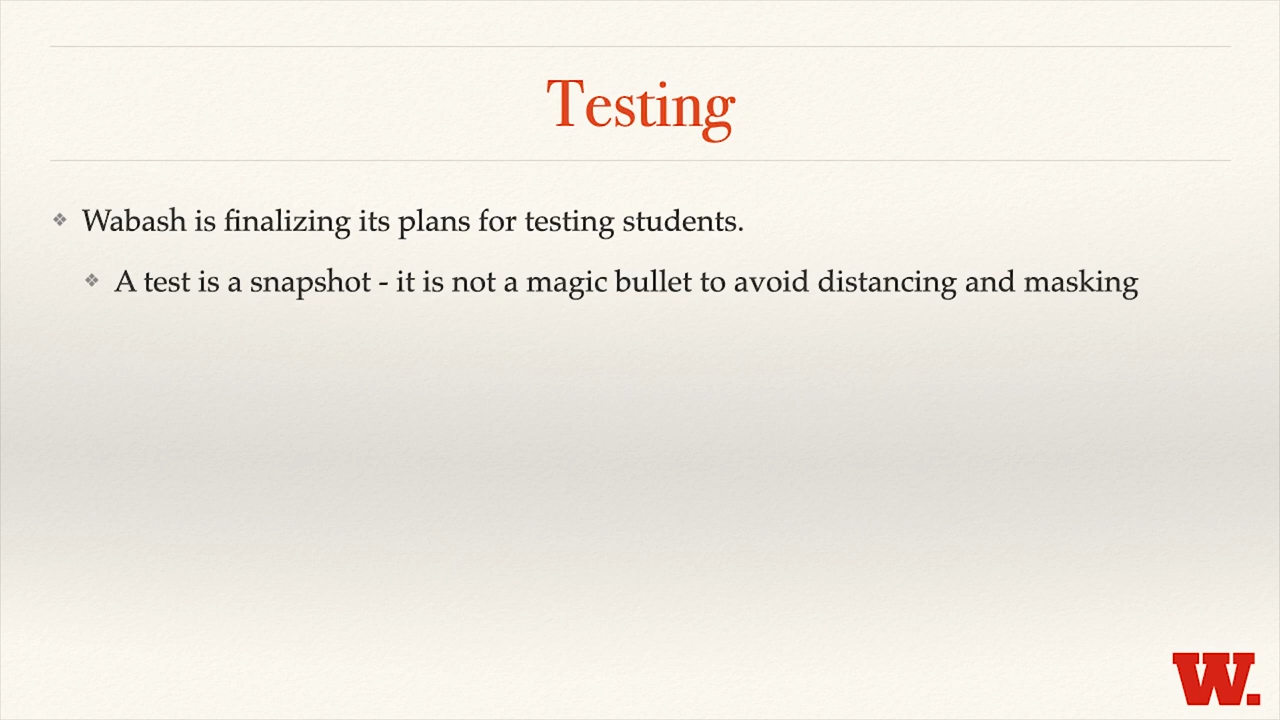 Testing
Wabash is finalizing its plans for testing students.
A test is a snapshot - it is not a magic bullet to avoid distancing and masking
W.